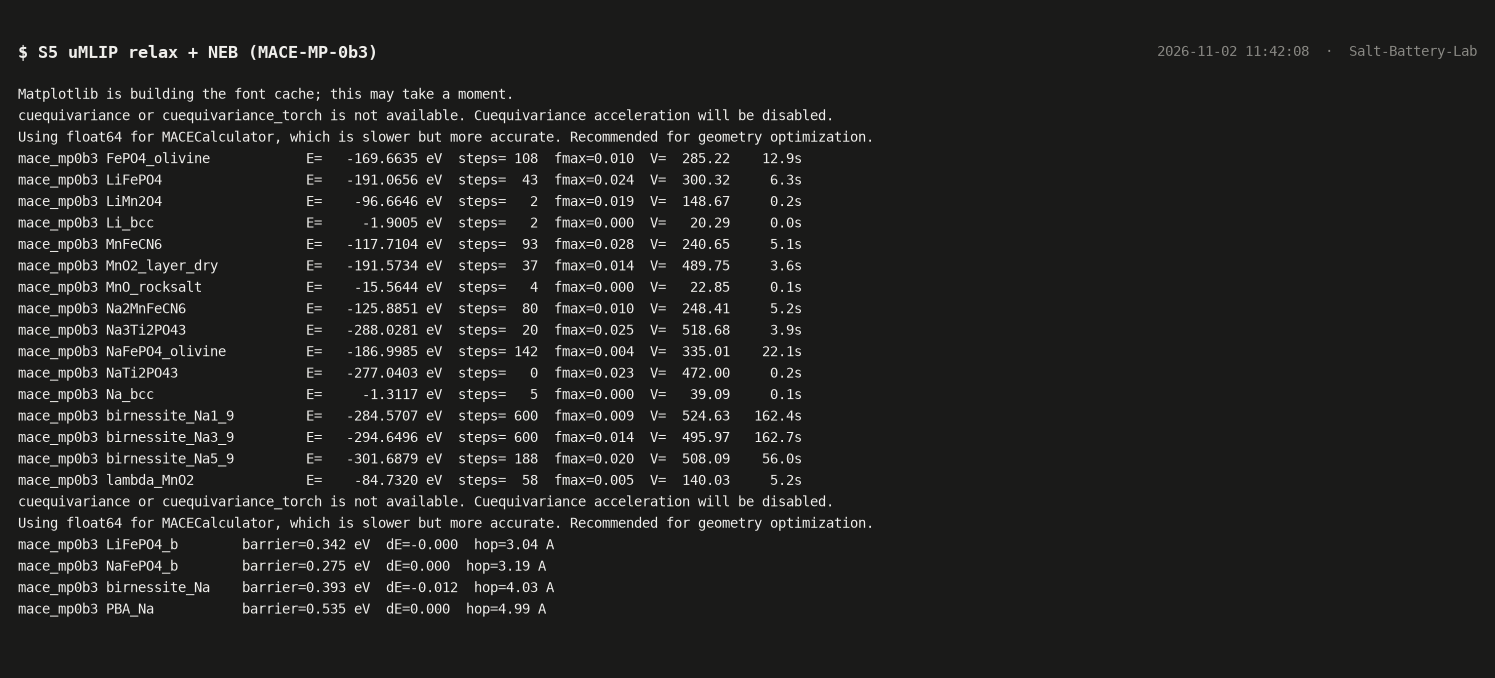 $ S5 uMLIP relax + NEB (MACE-MP-0b3)    2026-11-02 11:42:08  ·  Salt-Battery-Lab
Matplotlib is building the font cache; this may take a moment.
cuequivariance or cuequivariance_torch is not available. Cuequivariance acceleration will be disabled.
Using float64 for MACECalculator, which is slower but more accurate. Recommended for geometry optimization.
mace_mp0b3 FePO4_olivine            E=   -169.6635 eV  steps= 108  fmax=0.010  V=  285.22    12.9s
mace_mp0b3 LiFePO4                  E=   -191.0656 eV  steps=  43  fmax=0.024  V=  300.32     6.3s
mace_mp0b3 LiMn2O4                  E=    -96.6646 eV  steps=   2  fmax=0.019  V=  148.67     0.2s
mace_mp0b3 Li_bcc                   E=     -1.9005 eV  steps=   2  fmax=0.000  V=   20.29     0.0s
mace_mp0b3 MnFeCN6                  E=   -117.7104 eV  steps=  93  fmax=0.028  V=  240.65     5.1s
mace_mp0b3 MnO2_layer_dry           E=   -191.5734 eV  steps=  37  fmax=0.014  V=  489.75     3.6s
mace_mp0b3 MnO_rocksalt             E=    -15.5644 eV  steps=   4  fmax=0.000  V=   22.85     0.1s
mace_mp0b3 Na2MnFeCN6               E=   -125.8851 eV  steps=  80  fmax=0.010  V=  248.41     5.2s
mace_mp0b3 Na3Ti2PO43               E=   -288.0281 eV  steps=  20  fmax=0.025  V=  518.68     3.9s
mace_mp0b3 NaFePO4_olivine          E=   -186.9985 eV  steps= 142  fmax=0.004  V=  335.01    22.1s
mace_mp0b3 NaTi2PO43                E=   -277.0403 eV  steps=   0  fmax=0.023  V=  472.00     0.2s
mace_mp0b3 Na_bcc                   E=     -1.3117 eV  steps=   5  fmax=0.000  V=   39.09     0.1s
mace_mp0b3 birnessite_Na1_9         E=   -284.5707 eV  steps= 600  fmax=0.009  V=  524.63   162.4s
mace_mp0b3 birnessite_Na3_9         E=   -294.6496 eV  steps= 600  fmax=0.014  V=  495.97   162.7s
mace_mp0b3 birnessite_Na5_9         E=   -301.6879 eV  steps= 188  fmax=0.020  V=  508.09    56.0s
mace_mp0b3 lambda_MnO2              E=    -84.7320 eV  steps=  58  fmax=0.005  V=  140.03     5.2s
cuequivariance or cuequivariance_torch is not available. Cuequivariance acceleration will be disabled.
Using float64 for MACECalculator, which is slower but more accurate. Recommended for geometry optimization.
mace_mp0b3 LiFePO4_b        barrier=0.342 eV  dE=-0.000  hop=3.04 A
mace_mp0b3 NaFePO4_b        barrier=0.275 eV  dE=0.000  hop=3.19 A
mace_mp0b3 birnessite_Na    barrier=0.393 eV  dE=-0.012  hop=4.03 A
mace_mp0b3 PBA_Na           barrier=0.535 eV  dE=0.000  hop=4.99 A